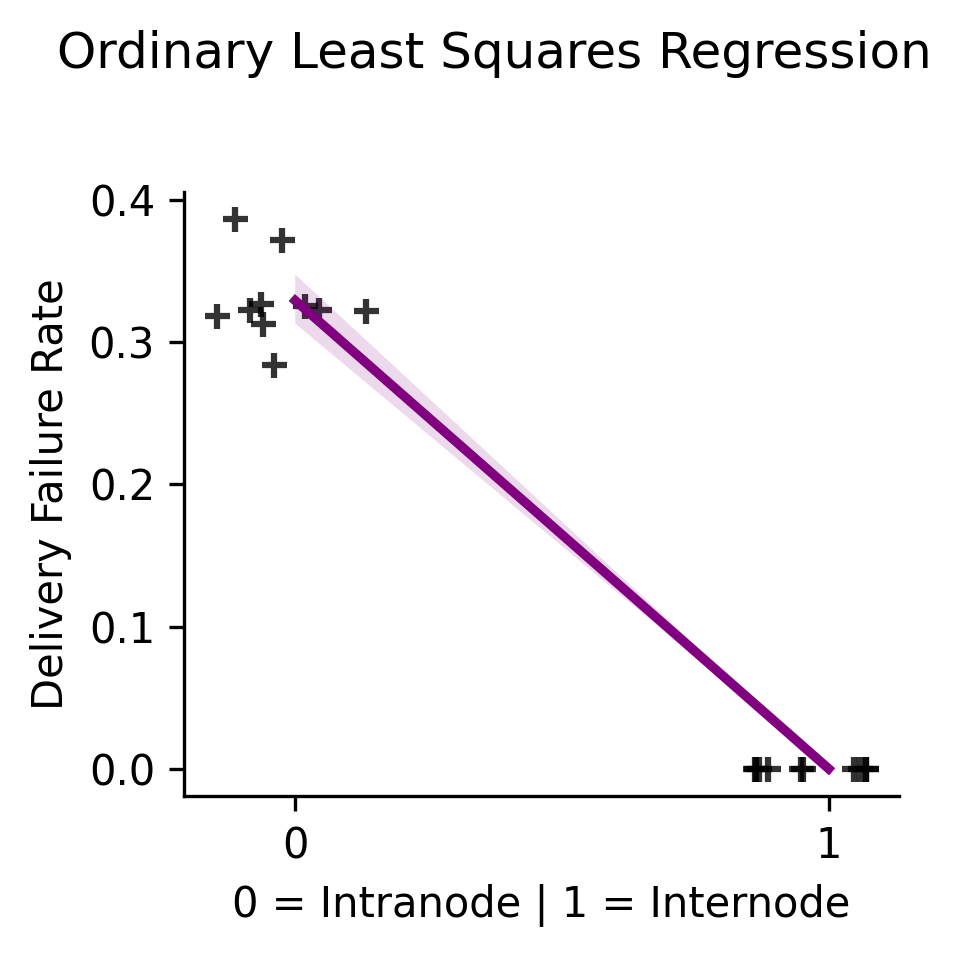 Ordinary Least Squares Regression
0.4
0.3
0.2
0.1
0.0
Delivery Failure Rate
0 1
0 = Intranode | 1 = Internode